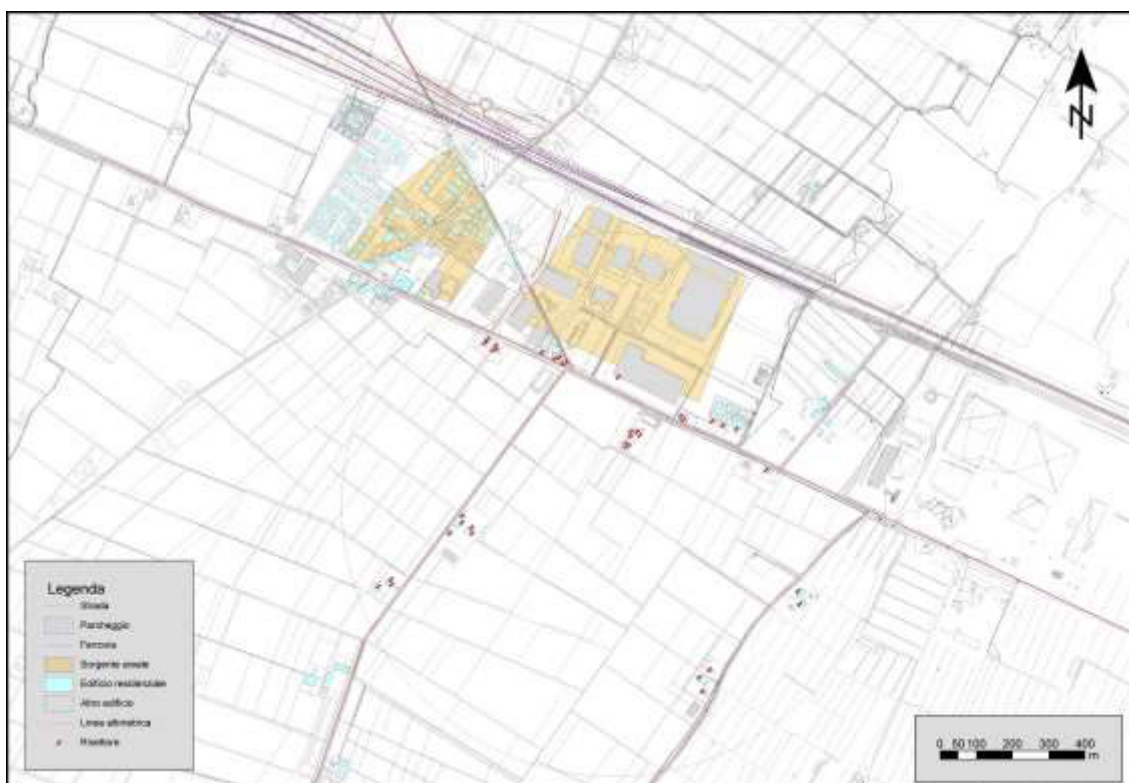 N
Legenda
Strada
Parcheggio
Ferrovia
Sorgente areale
Edificio residenziale
Altro edificio
Linea altimetrica
Ricettore
0 50 100 200 300 400
m